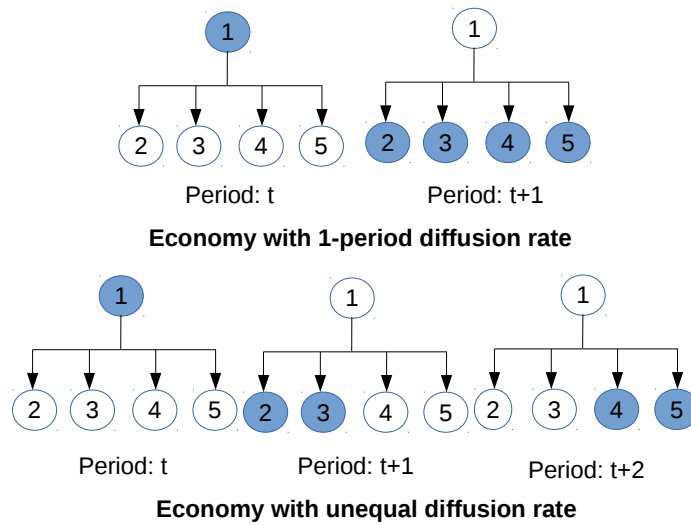 1 1
2 3 4 5 2 3 4 5
Period: t Period: t+1
Economy with 1-period diffusion rate
1 1 1
2 3 4 5 2 3 4 5 2 3 4 5
Period: t Period: t+1 Period: t+2
Economy with unequal diffusion rate